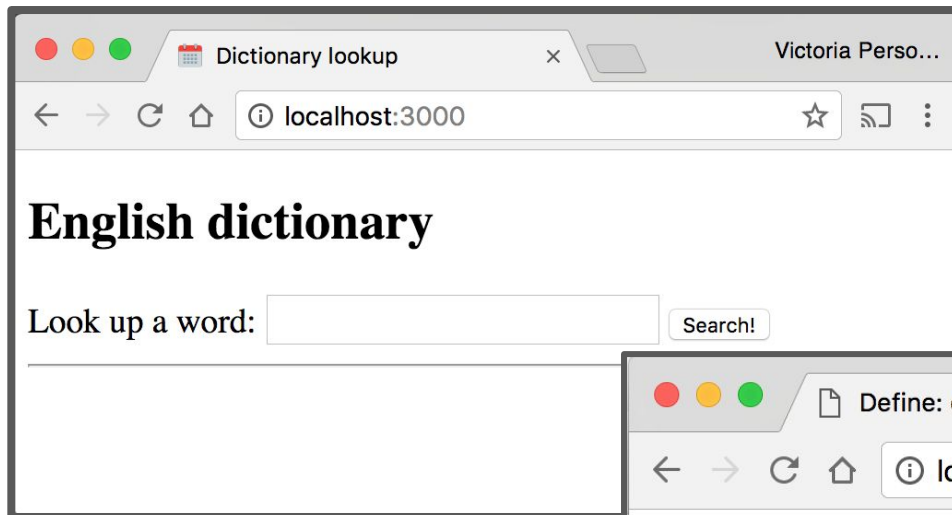 Dictionary lookup
Victoria Perso...
localhost:3000
English dictionary
Look up a word:
Search!
Define: